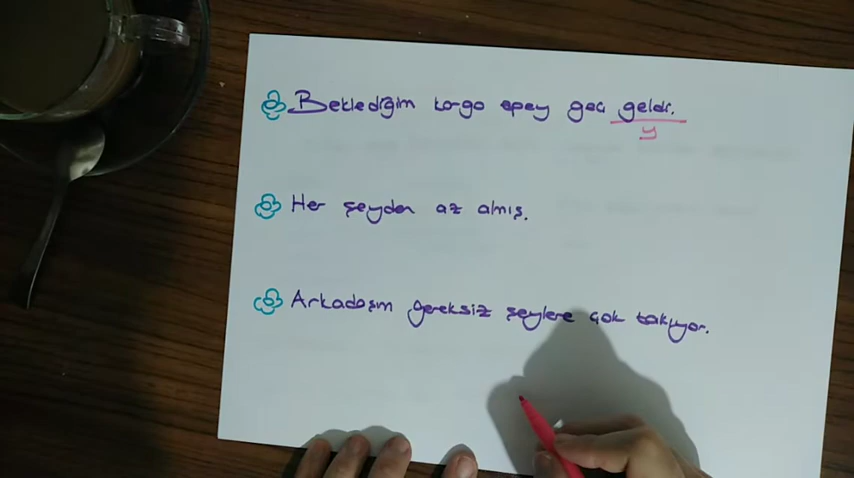 Beklediğim kargo epey geç geldi.
y
Her şeyden az almış.
Arkadaşım gereksiz şeylere çok takıyor.